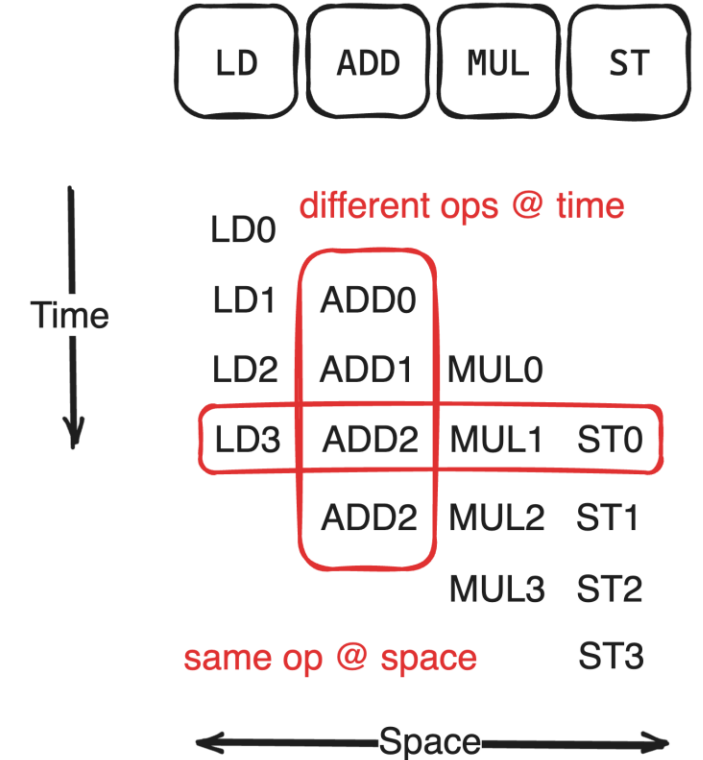 LD ADD MUL ST
different ops @ time
LD0
LD1 ADD0
Time
LD2 ADD1 MUL0
LD3 ADD2 MUL1 ST0
ADD2 MUL2 ST1
MUL3 ST2
same op @ space ST3
Space